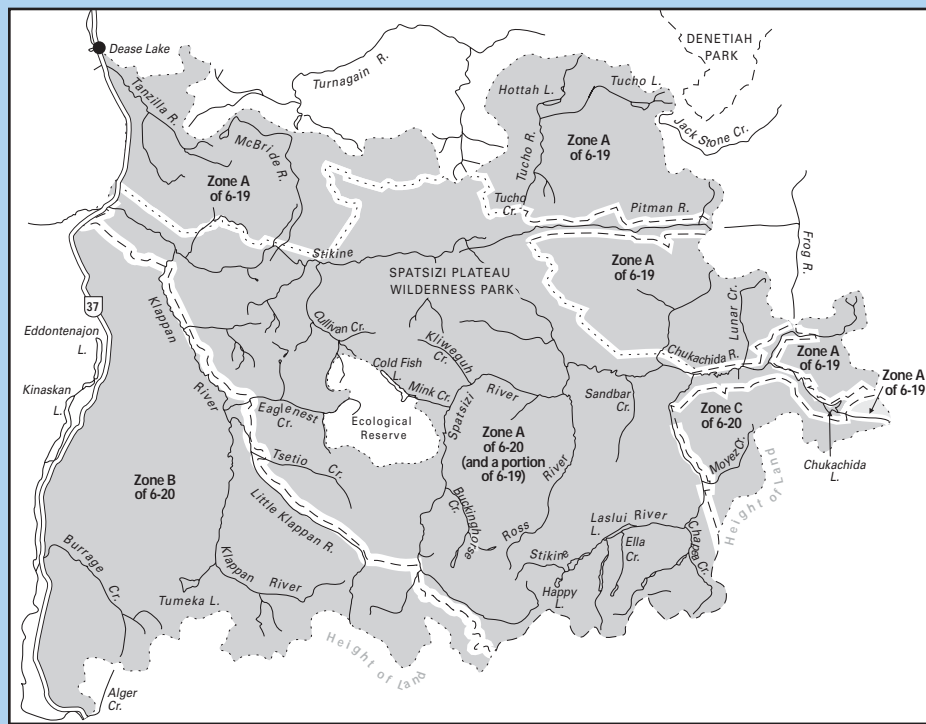 DENETIAH
PARK
Dease Lake
Turnagain R.
Tucho L.
Hottah L.
Tanzilla R.
Jack Stone Cr.
McBride R.
Tucho R.
Zone A
of 6-19
Zone A
of 6-19
Tucho
Cr.
Pitman R.
Stikine
Frog R.
Zone A
of 6-19
SPATSIZI PLATEAU
WILDERNESS PARK
37
Klappan
River
Cullivan Cr.
Kliweguh
Cr.
Lunar Cr.
Eddontenajon
L.
Cold Fish
L.
Chukachida R.
Zone A
of 6-19
Mink Cr.
Spatsizi
River
Sandbar
Cr.
Zone A
of 6-19
Kinaskan
L.
Eaglenest
Cr.
Ecological
Reserve
Zone C
of 6-20
Zone A
of 6-20
(and a portion
of 6-19)
Moyez Cr.
Tsetio Cr.
Chukachida
L.
Zone B
of 6-20
River
Height of Land
Little Klappan R.
Buckinghorse
Cr.
Ross
Laslui River
L.
Chapea Cr.
Ella
Cr.
Stikine
Burrage Cr.
Klappan River
Happy
L.
Tumeka L.
Height of Land
Alger
Cr.